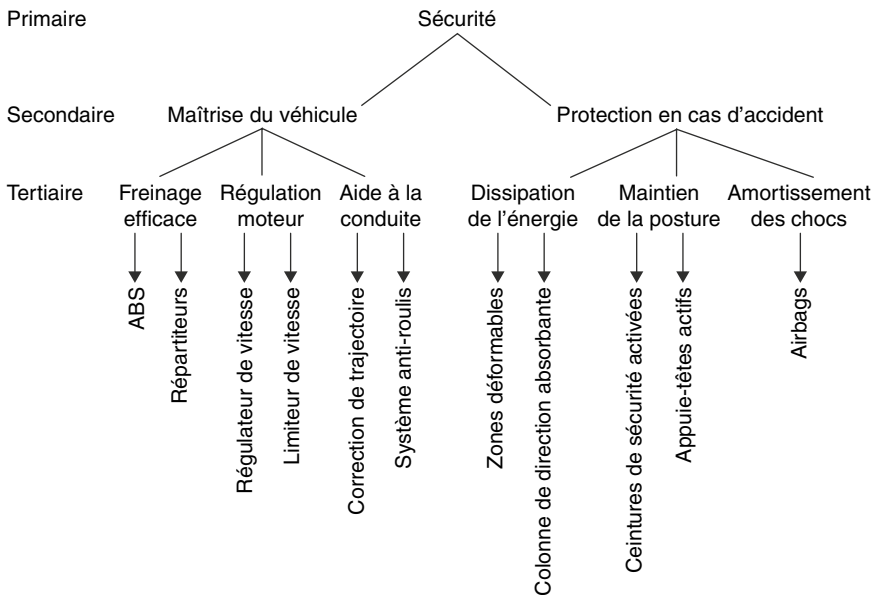 Primaire
Sécurité
Secondaire
Maîtrise du véhicule
Protection en cas d'accident
Tertiaire
Freinage
efficace
Régulation
moteur
Aide à la
conduite
Dissipation
de l'énergie
Maintien
de la posture
Amortissement
des chocs
ABS
Répartiteurs
Régulateur de vitesse
Limiteur de vitesse
Correction de trajectoire
Système anti-roulis
Zones déformables
Colonne de direction absorbante
Ceintures de sécurité activées
Appuie-têtes actifs
Airbags